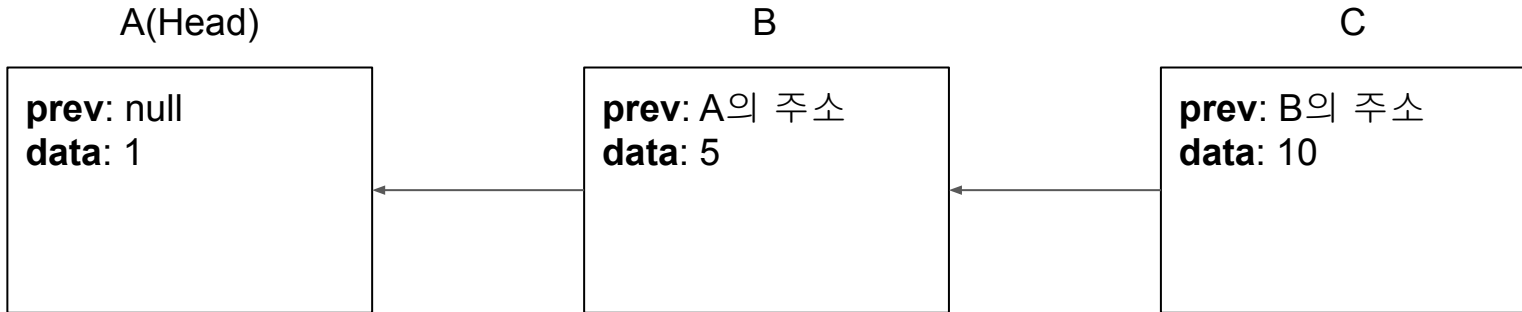 A(Head)
B
C
prev: null
data: 1
prev: A의 주소
data: 5
prev: B의 주소
data: 10